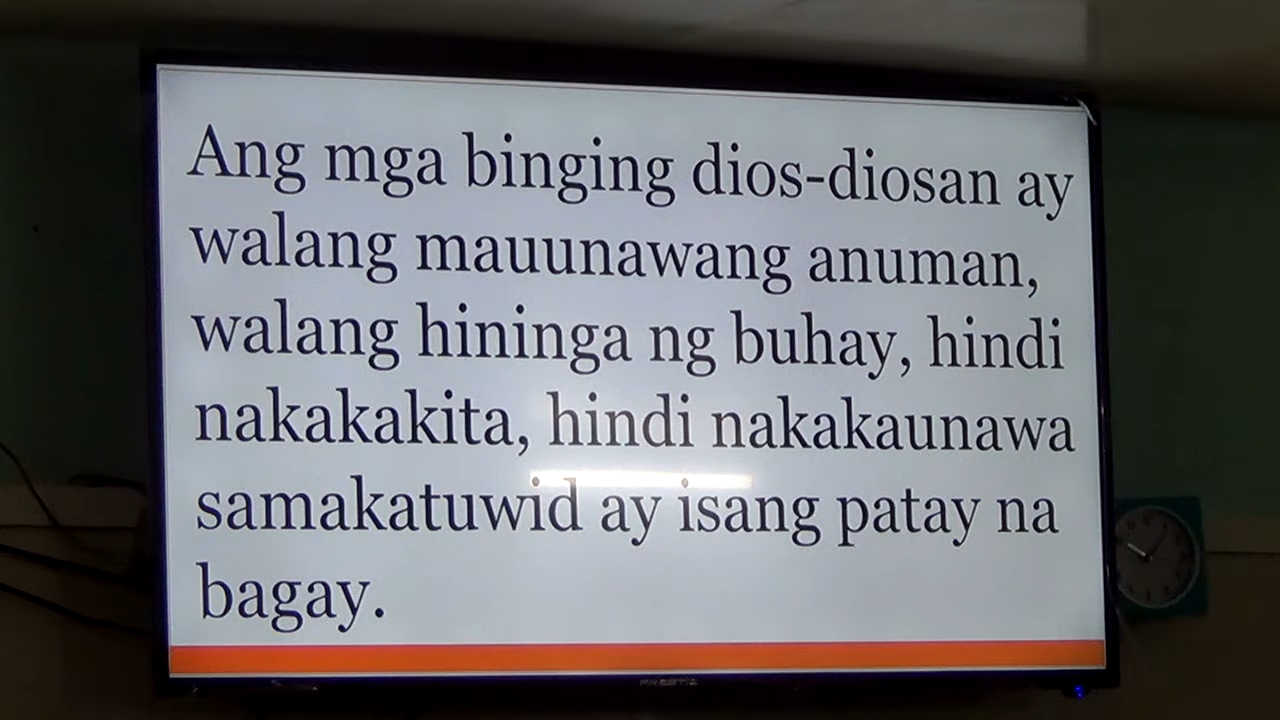 Ang mga binging dios-diosan ay
walang mauunawang anuman,
walang hininga ng buhay, hindi
nakakakita, hindi nakakaunawa
samakatuwid ay isang patay na
bagay.